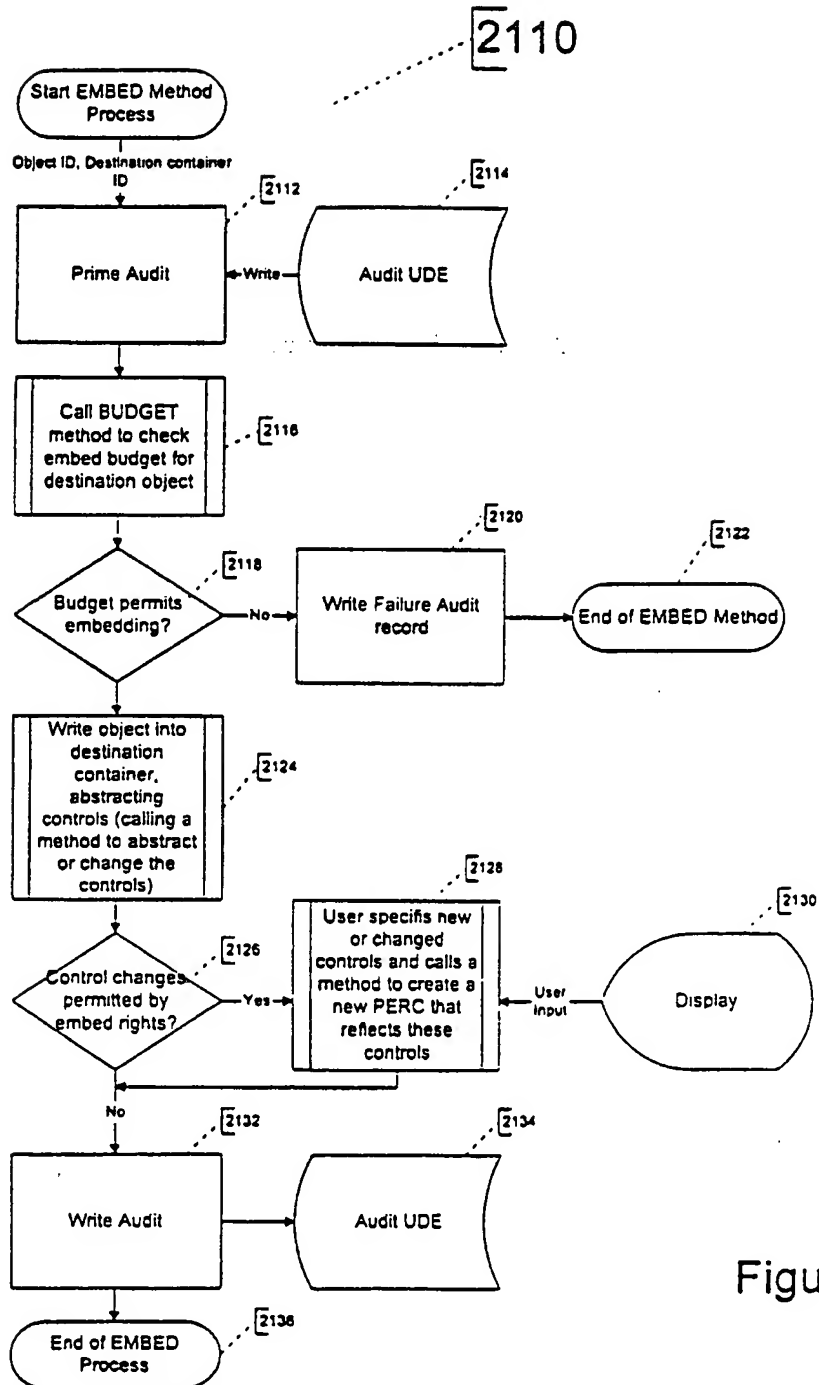 2110
Start EMBED Method
Process
Object ID, Destination container
ID
2112
2114
Prime Audit
Write
Audit UDE
Call BUDGET
method to check
embed budget for
destination object
2116
2118
Budget permits
embedding?
No
2120
Write Failure Audit
record
2122
End of EMBED Method
Write object into
destination
container,
abstracting
controls (calling a
method to abstract
or change the
controls)
2124
2126
Control changes
permitted by
embed rights?
Yes
2128
User specifis new
or changed
controls and calls a
method to create a
new PERC that
reflects these
controls
User
Input
2130
Display
No
2132
2134
Write Audit
Audit UDE
Figu
End of EMBED
Process
2136